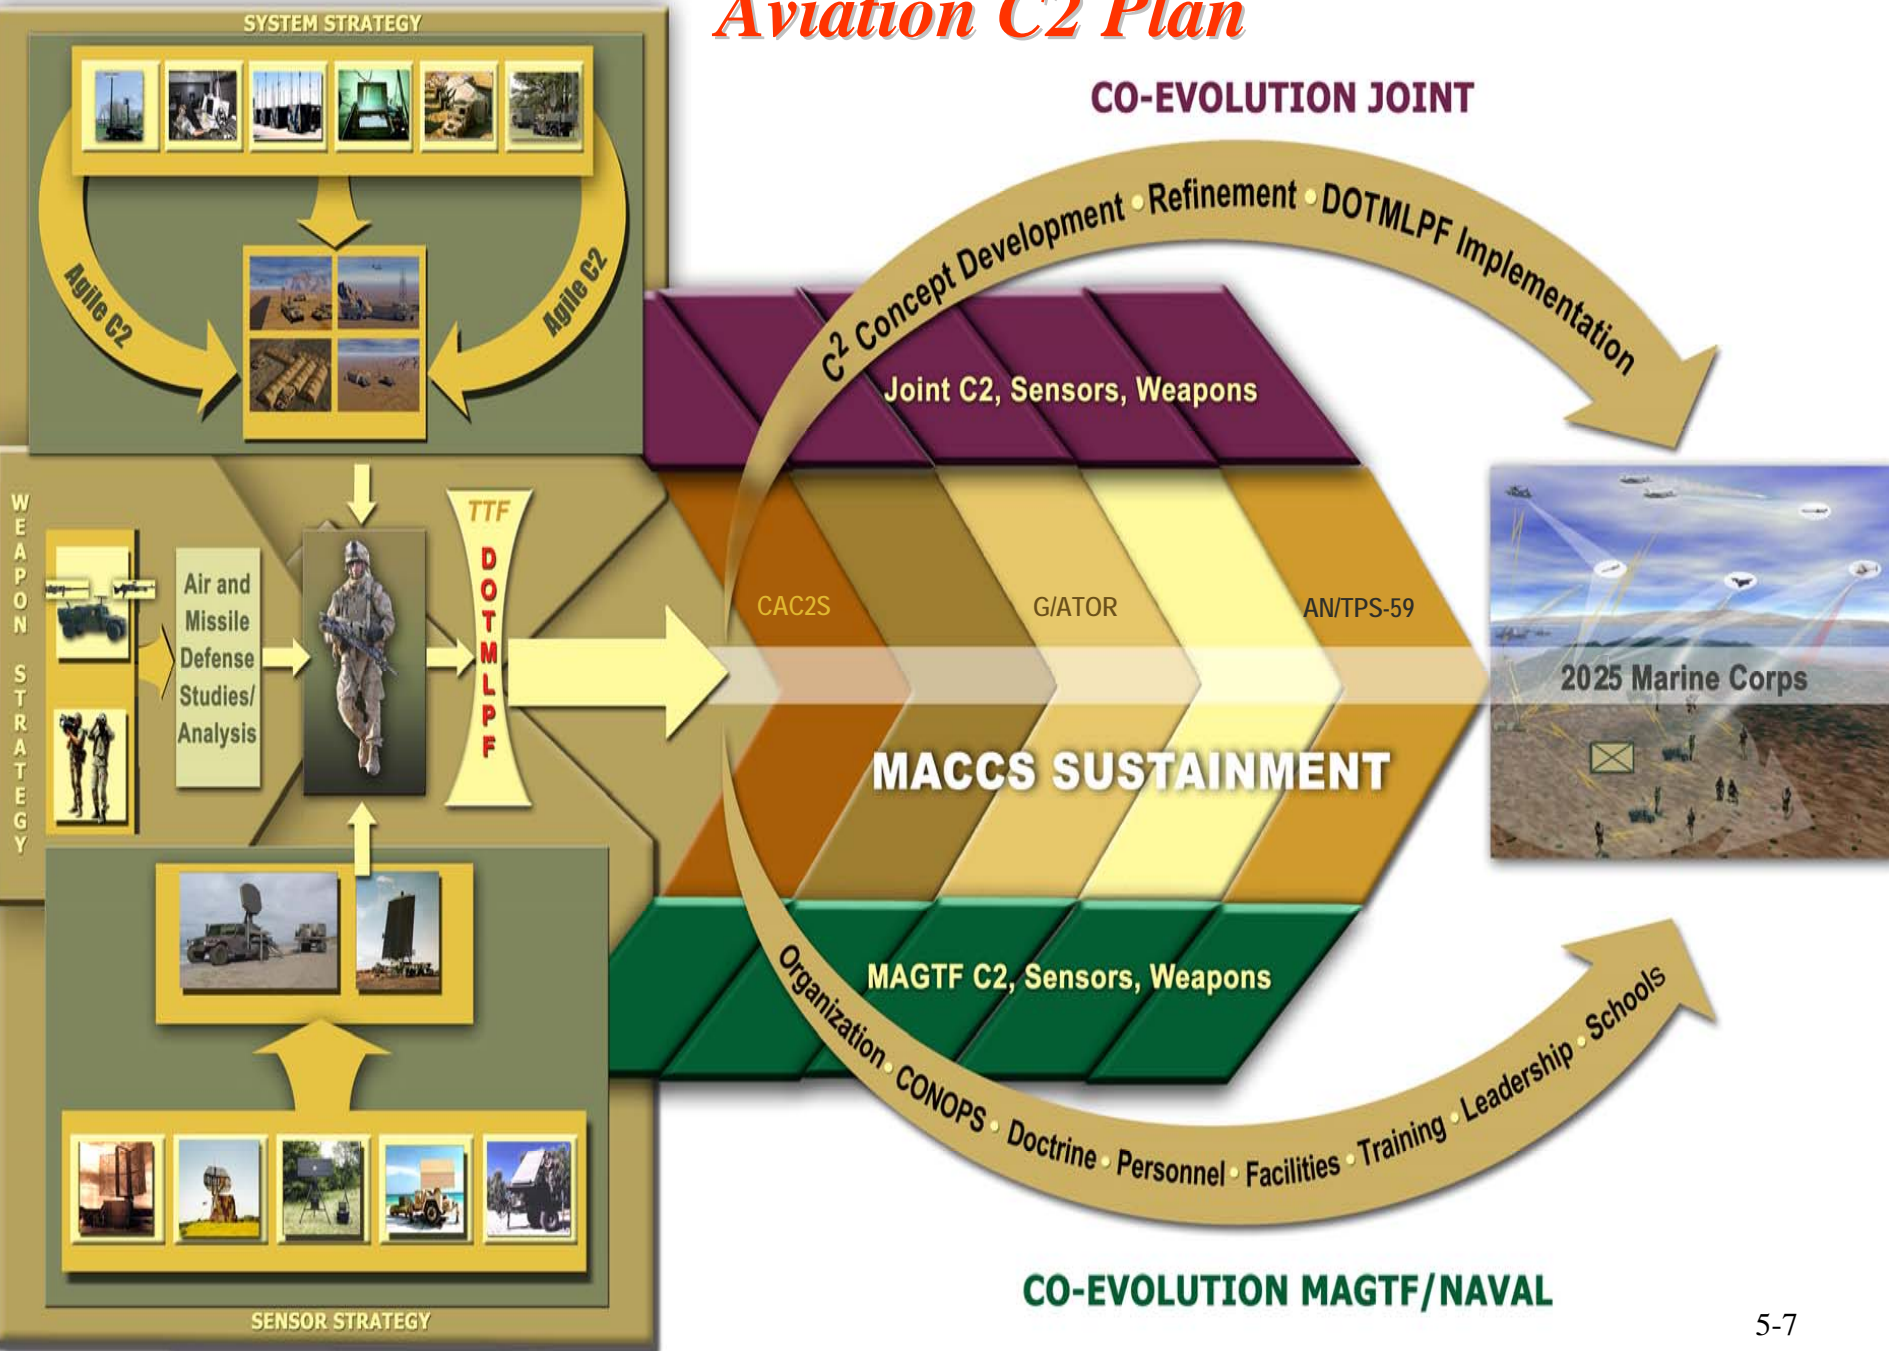 Aviation C2 Plan
SYSTEM STRATEGY
Agile C2
Agile C2
CO-EVOLUTION JOINT
C2 Concept Development • Refinement • DOTMLPF Implementation
Joint C2, Sensors, Weapons
WEAPON STRATEGY
Air and
Missile
Defense
Studies/
Analysis
TTF
DOTMLPF
CAC2S
G/ATOR
AN/TPS-59
2025 Marine Corps
MACCS SUSTAINMENT
MAGTF C2, Sensors, Weapons
Organization • CONOPS • Doctrine • Personnel • Facilities • Training • Leadership • Schools
CO-EVOLUTION MAGTF/NAVAL
SENSOR STRATEGY
5-7